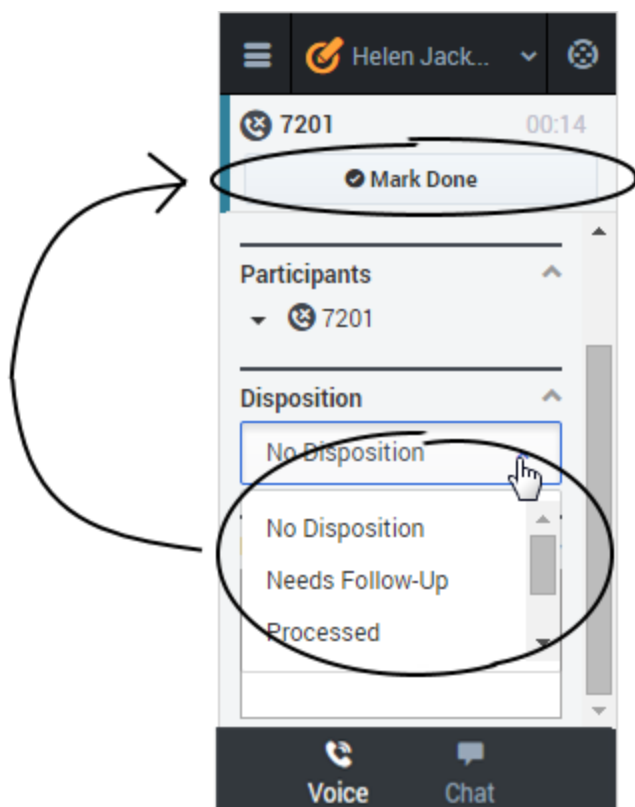 Helen Jack...
7201 00:14
Mark Done
Participants
7201
Disposition
No Disposition
No Disposition
Needs Follow-Up
Processed
Voice Chat